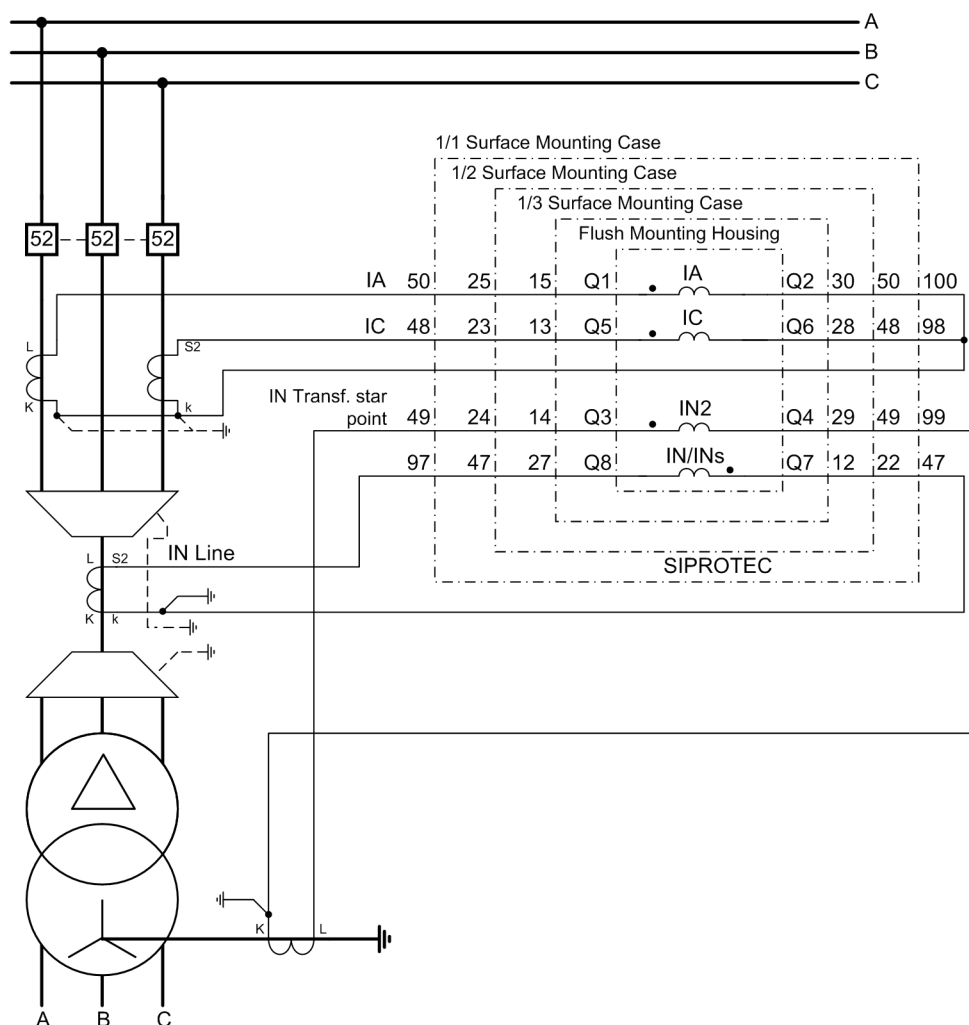 A
B
C
1/1 Surface Mounting Case
1/2 Surface Mounting Case
1/3 Surface Mounting Case
Flush Mounting Housing
52 52 52
IA 50 25 15 Q1 IA Q2 30 50 100
IC 48 23 13 Q5 IC Q6 28 48 98
L S2
K k
IN Transf. star
point 49 24 14 Q3 IN2 Q4 29 49 99
97 47 27 Q8 IN/INs Q7 12 22 47
L S2 IN Line
SIPROTEC
K k
K L
A B C